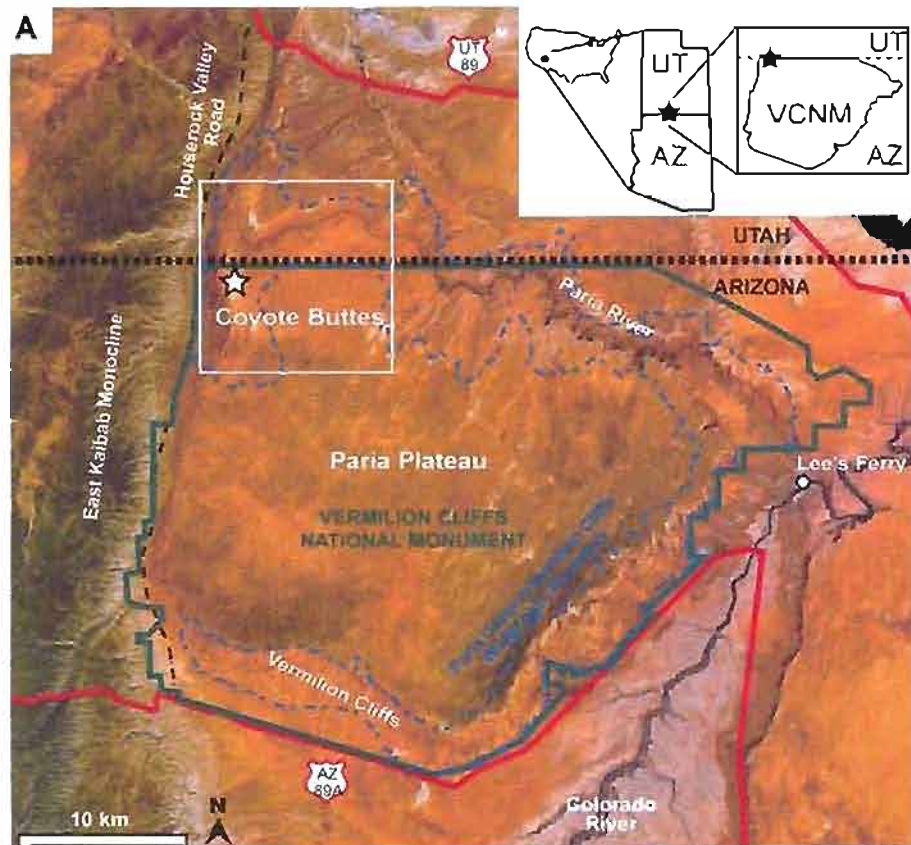 A
UT
89
Houserock Valley
Road
UT
AZ
UT
VCNM
AZ
UTAH
ARIZONA
Paria River
Coyote Buttes
East Kaibab Monocline
Paria Plateau
Lee's Ferry
VERMILION CLIFFS
NATIONAL MONUMENT
Vermilion Cliffs
AZ
89A
10 km
N
Colorado
River